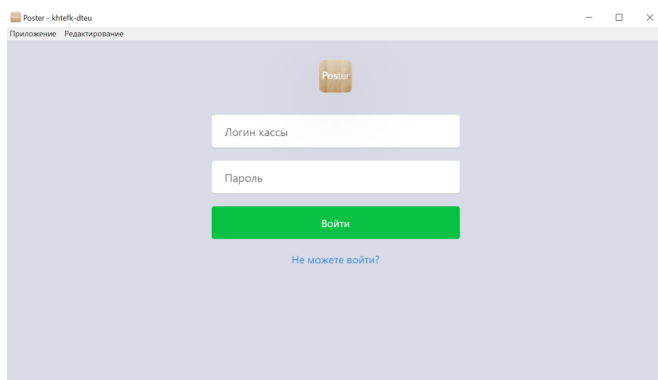 Poster - khtefk-dteu
Приложение Редактирование
Poster
Логин кассы
Пароль
Войти
Не можете войти?